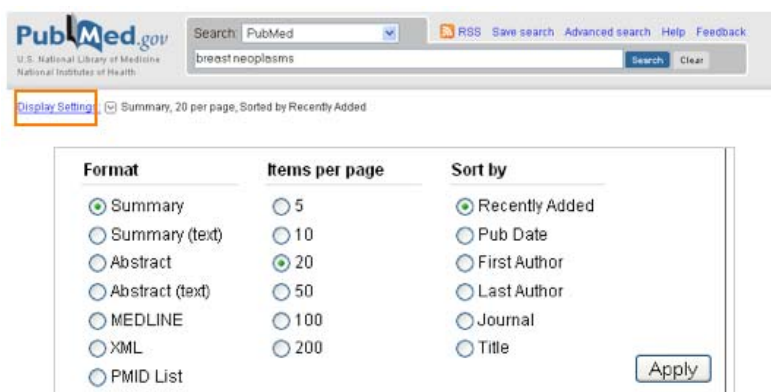 PubMed.gov
U.S. National Library of Medicine
National Institutes of Health
Search: PubMed
RSS Save search Advanced search Help Feedback
breast neoplasms
Search Clear
Display Settings: Summary, 20 per page, Sorted by Recently Added
Format Items per page Sort by
Summary 5 Recently Added
Summary (text) 10 Pub Date
Abstract 20 First Author
Abstract (text) 50 Last Author
MEDLINE 100 Journal
XML 200 Title
PMID List Apply